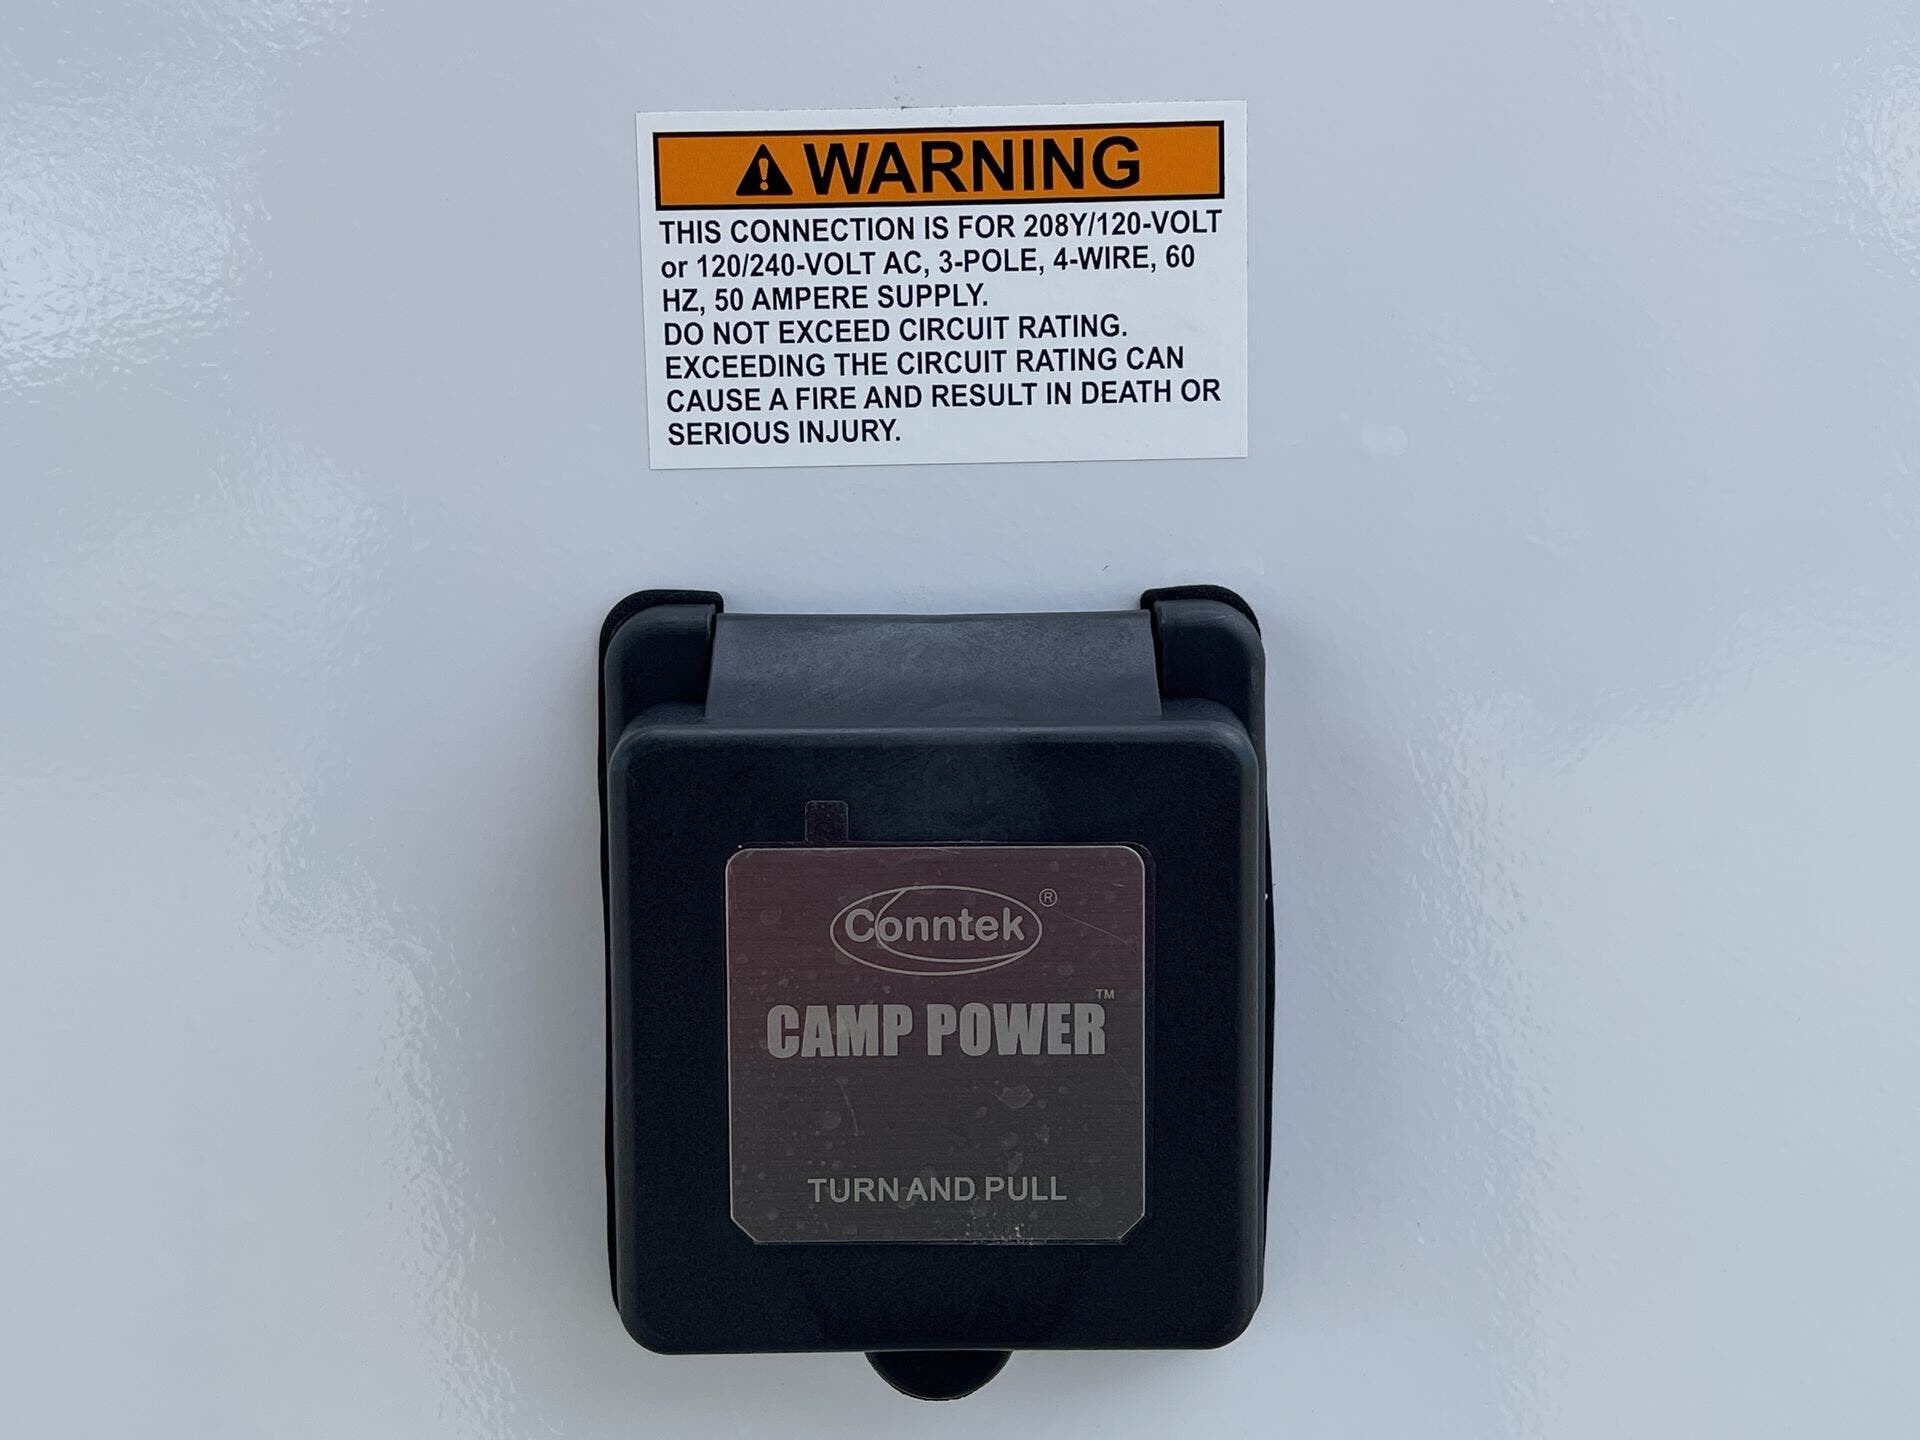 WARNING
THIS CONNECTION IS FOR 208Y/120-VOLT
or 120/240-VOLT AC, 3-POLE, 4-WIRE, 60
HZ, 50 AMPERE SUPPLY.
DO NOT EXCEED CIRCUIT RATING.
EXCEEDING THE CIRCUIT RATING CAN
CAUSE A FIRE AND RESULT IN DEATH OR
SERIOUS INJURY.
Conntek®
CAMP POWER™
TURN AND PULL